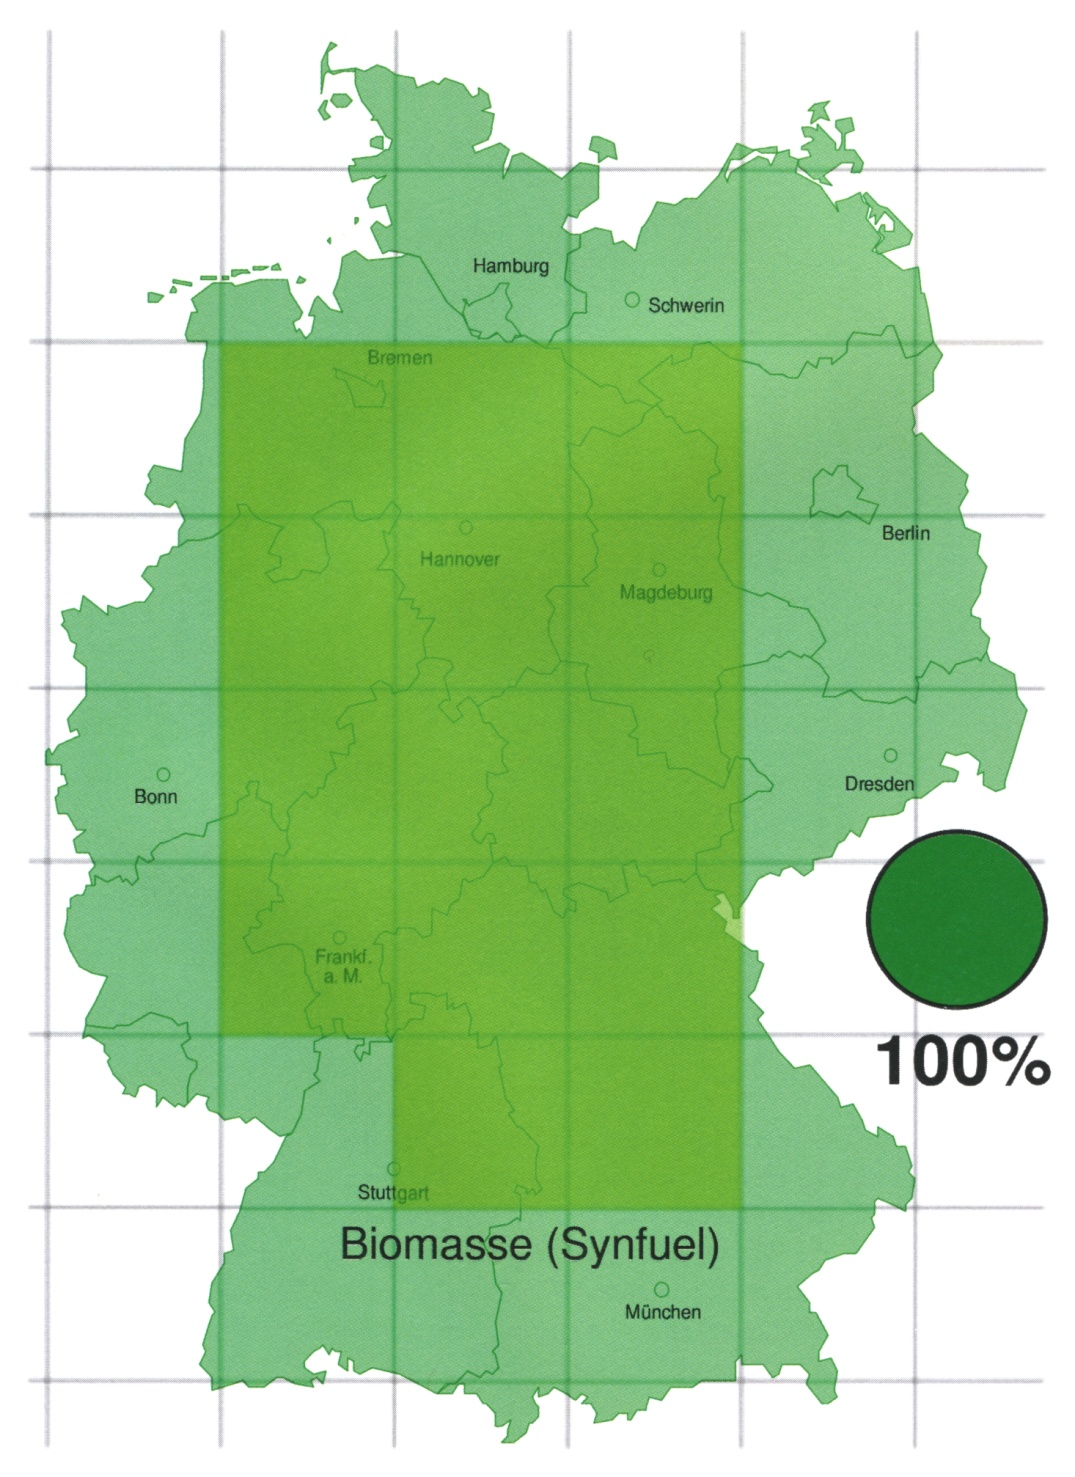 Hamburg
Schwerin
Bremen
Berlin
Hannover
Magdeburg
Bonn
Dresden
Frankf.
a. M.
100%
Stuttgart
Biomasse (Synfuel)
München